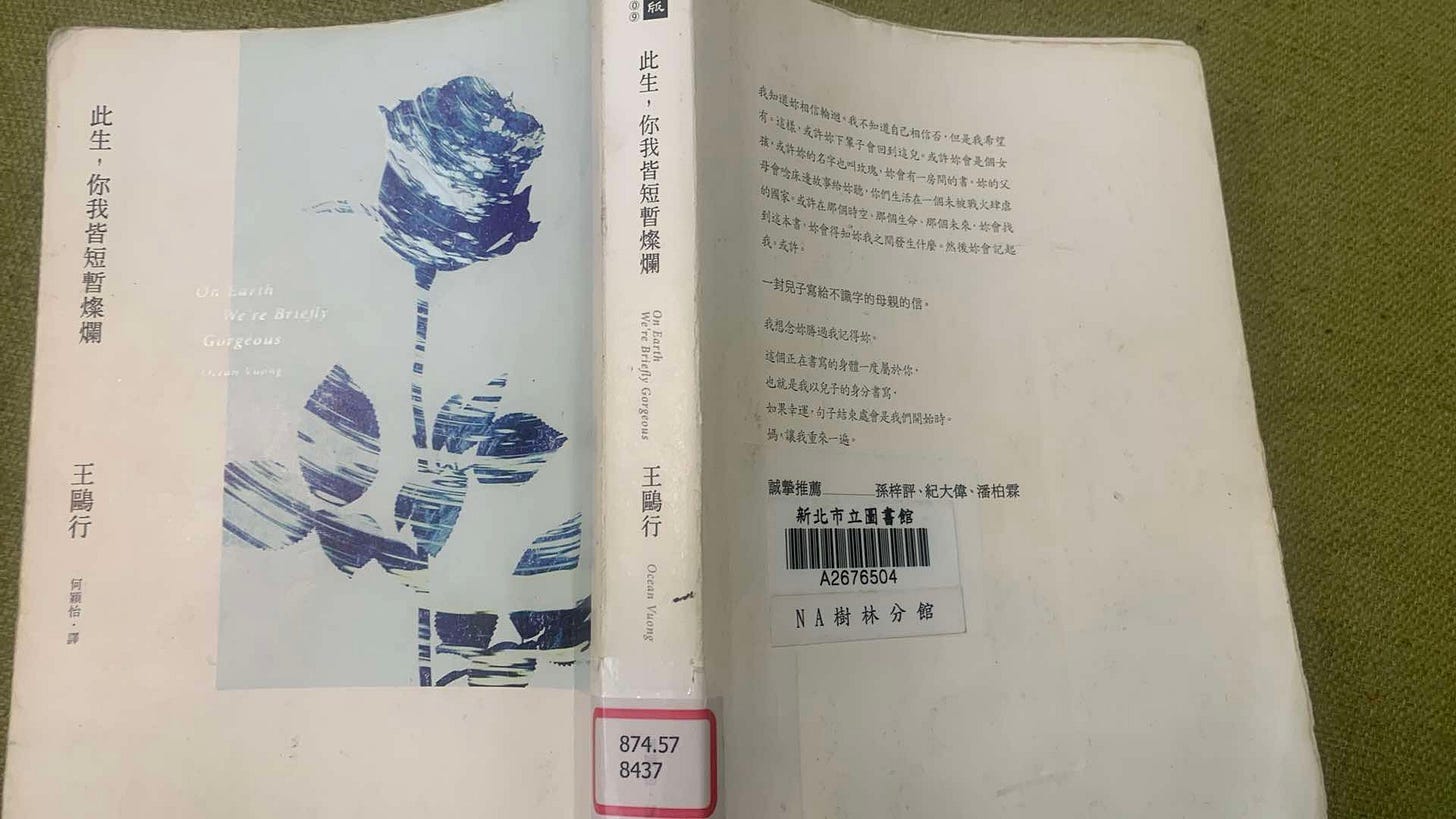 此生，你我皆短暫燦爛
王鷗行
何穎怡・譯
On Earth
We're Briefly
Gorgeous
Ocean Vuong
⓪⑨
版
此生，你我皆短暫燦爛
On Earth
We're Briefly Gorgeous
王鷗行
Ocean Vuong
874.57
8437
我知道妳相信輪迴。我不知道自己相信否，但是我希望
有。這樣，或許妳下輩子會回到這兒。或許妳會是個女
孩，或許妳的名字也叫玫瑰，妳會有一房間的書。妳的父
母會唸床邊故事給妳聽，你們生活在一個未被戰火肆虐
的國家。或許在那個時空、那個生命、那個未來，妳會找
到這本書，妳會得知妳我之間發生什麼。然後妳會記起
我。或許。
一封兒子寫給不識字的母親的信。
我想念妳勝過我記得妳。
這個正在書寫的身體一度屬於你，
也就是我以兒子的身分書寫，
如果幸運，句子結束處會是我們開始時。
媽，讓我重來一遍。
誠摯推薦＿＿＿孫梓評、紀大偉、潘柏霖
新北市立圖書館
A2676504
NA樹林分館